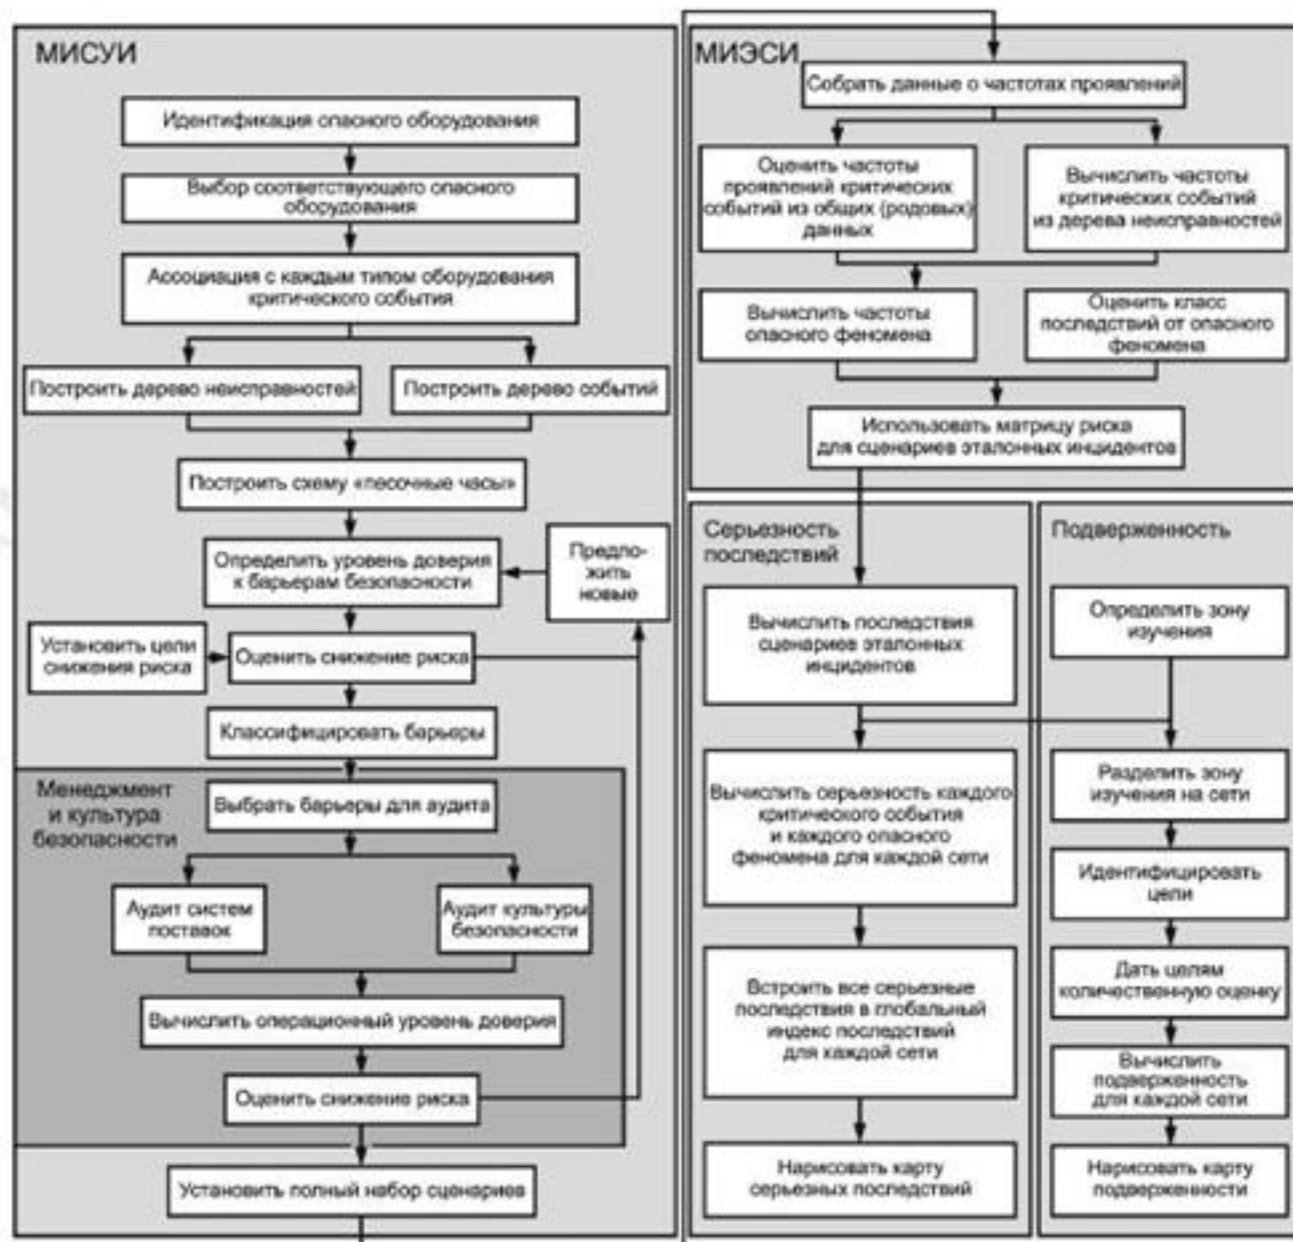 МИСУИ
Идентификация опасного оборудования
Выбор соответствующего опасного
оборудования
Ассоциация с каждым типом оборудования
критического события
Построить дерево неисправностей
Построить дерево событий
Построить схему «песочные часы»
Определить уровень доверия
к барьерам безопасности
Предло-
жить
новые
Установить цели
снижения риска
Оценить снижение риска
Классифицировать барьеры
Менеджмент
и культура
безопасности
Выбрать барьеры для аудита
Аудит систем
поставок
Аудит культуры
безопасности
Вычислить операционный уровень доверия
Оценить снижение риска
Установить полный набор сценариев
МИЭСИ
Собрать данные о частотах проявлений
Оценить частоты
проявлений критических
событий из общих (родовых)
данных
Вычислить частоты
критических событий
из дерева неисправностей
Вычислить частоты
опасного феномена
Оценить класс
последствий от опасного
феномена
Использовать матрицу риска
для сценариев эталонных инцидентов
Серьезность
последствий
Вычислить последствия
сценариев эталонных
инцидентов
Вычислить серьезность каждого
критического события
и каждого опасного
феномена для каждой сети
Встроить все серьезные
последствия в глобальный
индекс последствий
для каждой сети
Нарисовать карту
серьезных последствий
Подверженность
Определить зону
изучения
Разделить зону
изучения на сети
Идентифицировать
цели
Дать целям
количественную оценку
Вычислить
подверженность
для каждой сети
Нарисовать карту
подверженности